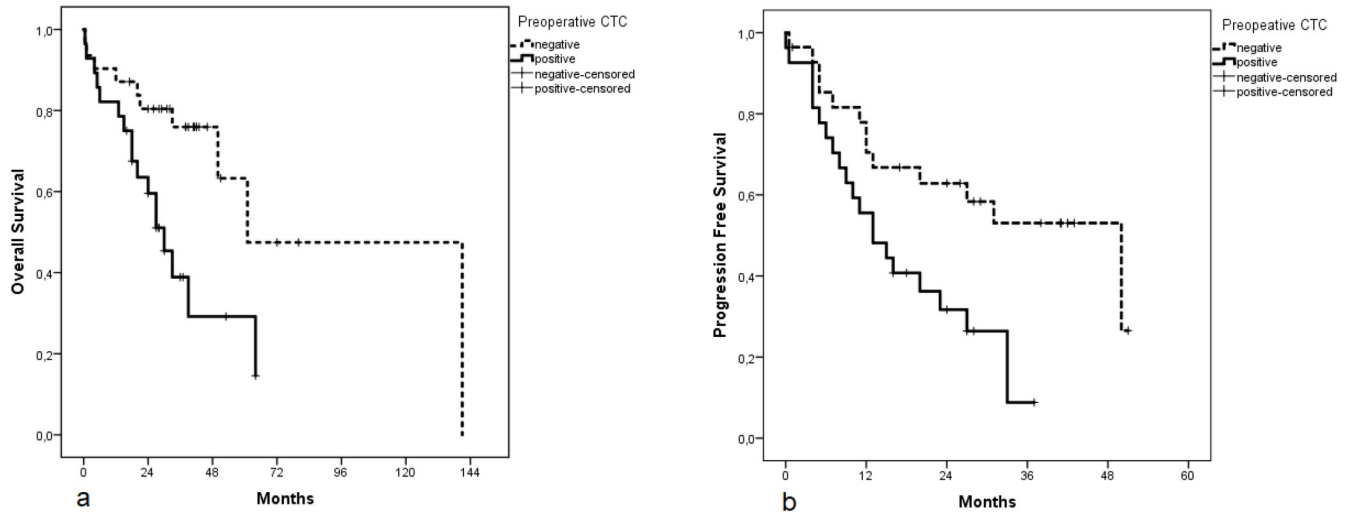 Preoperative CTC
negative
positive
negative-censored
positive-censored
Overall Survival
1,0
0,8
0,6
0,4
0,2
0,0
0 24 48 72 96 120 144
Months
a
Preopeative CTC
negative
positive
negative-censored
positive-censored
Progression Free Survival
1,0
0,8
0,6
0,4
0,2
0,0
0 12 24 36 48 60
Months
b